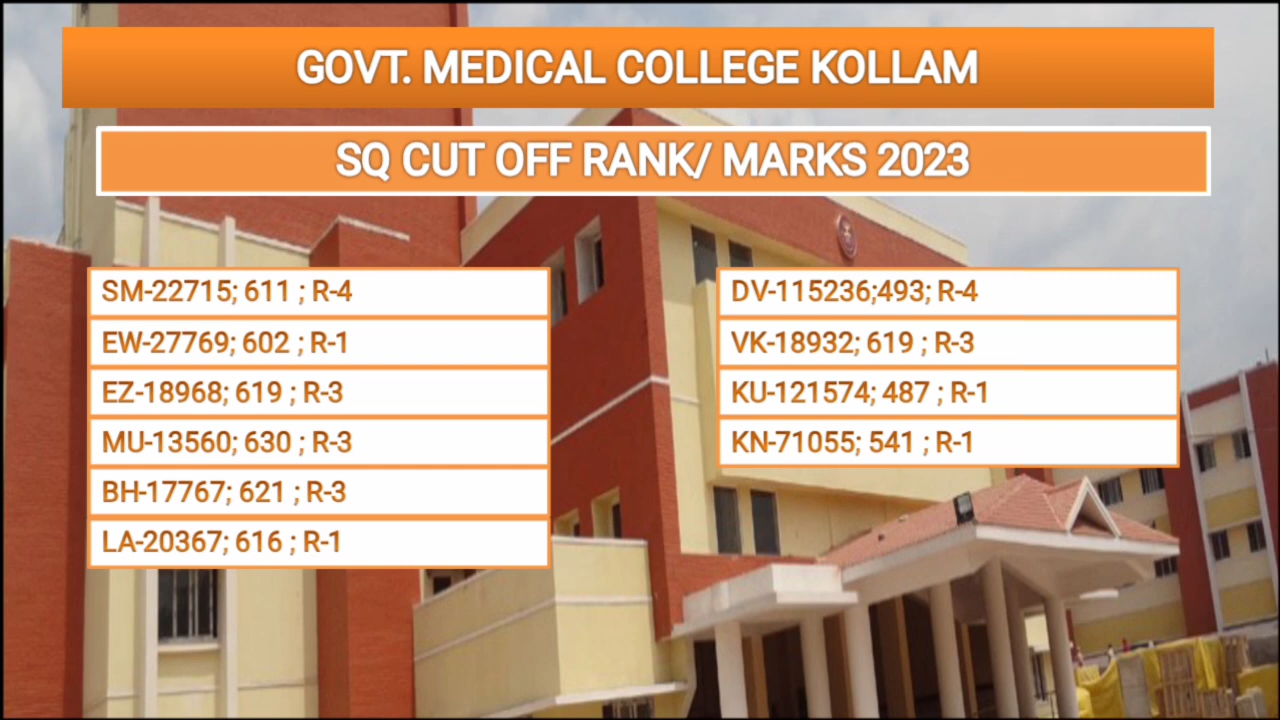 GOVT. MEDICAL COLLEGE KOLLAM
SQ CUT OFF RANK/ MARKS 2023
SM-22715; 611 ; R-4
EW-27769; 602 ; R-1
EZ-18968; 619 ; R-3
MU-13560; 630 ; R-3
BH-17767; 621 ; R-3
LA-20367; 616 ; R-1
DV-115236;493; R-4
VK-18932; 619 ; R-3
KU-121574; 487 ; R-1
KN-71055; 541 ; R-1